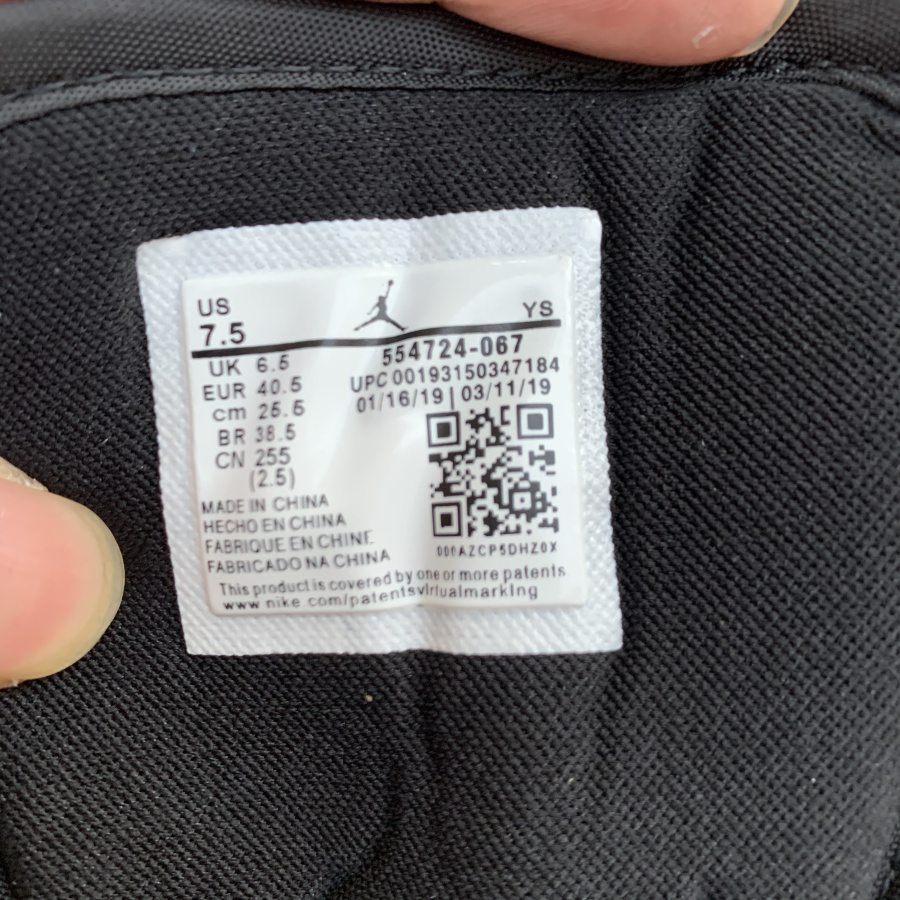 US
7.5
YS
UK 6.5
EUR 40.5
cm 25.5
BR 38.5
CN 255
(2.5)
554724-067
UPC 00193150347184
01/16/19 | 03/11/19
000AZCP5DHZ0X
MADE IN CHINA
HECHO EN CHINA
FABRIQUE EN CHINE
FABRICADO NA CHINA
This product is covered by one or more patents
www.nike.com/patentsvirtualmarking